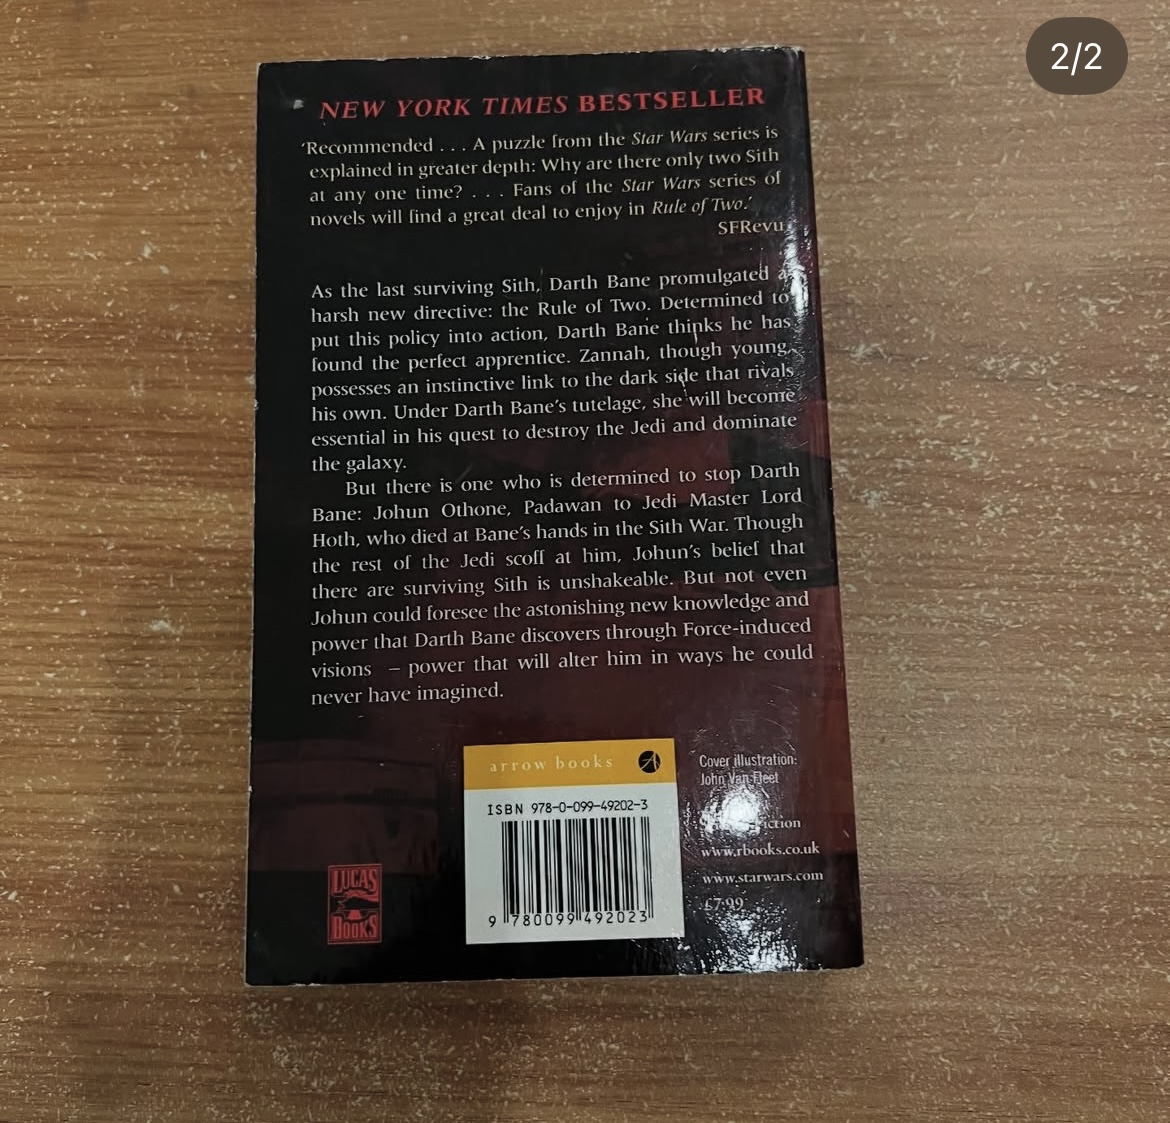 2/2
NEW YORK TIMES BESTSELLER
‘Recommended . . . A puzzle from the Star Wars series is
explained in greater depth: Why are there only two Sith
at any one time? . . . Fans of the Star Wars series of
novels will find a great deal to enjoy in Rule of Two.’
SFRevu
As the last surviving Sith, Darth Bane promulgated a
harsh new directive: the Rule of Two. Determined to
put this policy into action, Darth Bane thinks he has
found the perfect apprentice. Zannah, though young,
possesses an instinctive link to the dark side that rivals
his own. Under Darth Bane’s tutelage, she will become
essential in his quest to destroy the Jedi and dominate
the galaxy.
But there is one who is determined to stop Darth
Bane: Johun Othone, Padawan to Jedi Master Lord
Hoth, who died at Bane’s hands in the Sith War. Though
the rest of the Jedi scoff at him, Johun’s belief that
there are surviving Sith is unshakeable. But not even
Johun could foresee the astonishing new knowledge and
power that Darth Bane discovers through Force-induced
visions – power that will alter him in ways he could
never have imagined.
arrow books A
ISBN 978-0-099-49202-3
9 780099 492023
LUCAS
BOOKS
Cover illustration:
John Van Fleet
www.rbooks.co.uk
www.starwars.com
£7.99